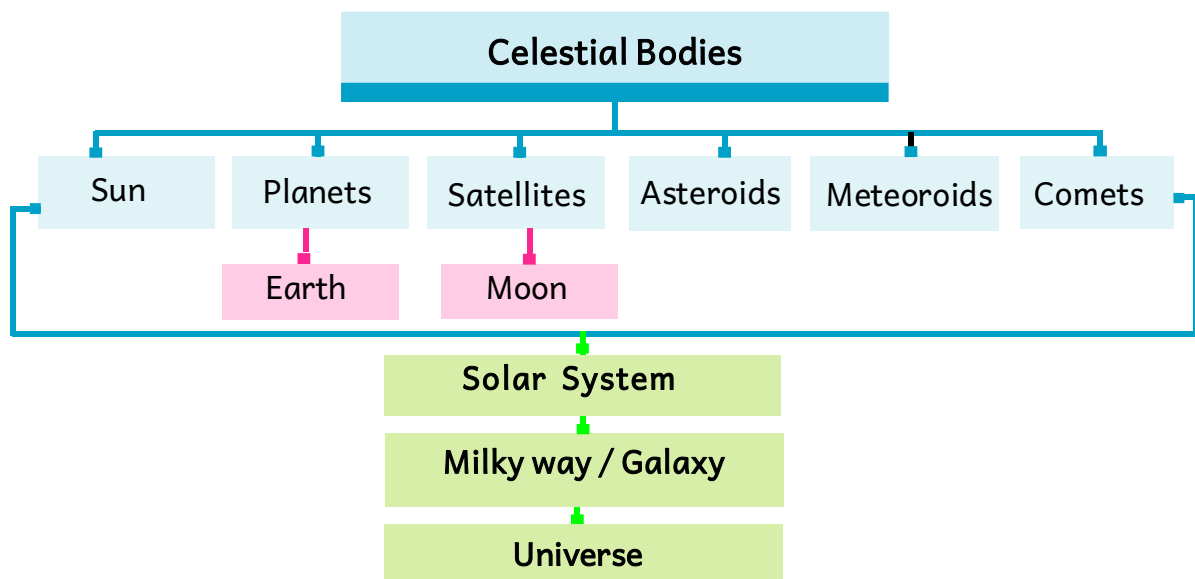 Celestial Bodies
Sun
Planets
Satellites
Asteroids
Meteoroids
Comets
Earth
Moon
Solar System
Milky way / Galaxy
Universe